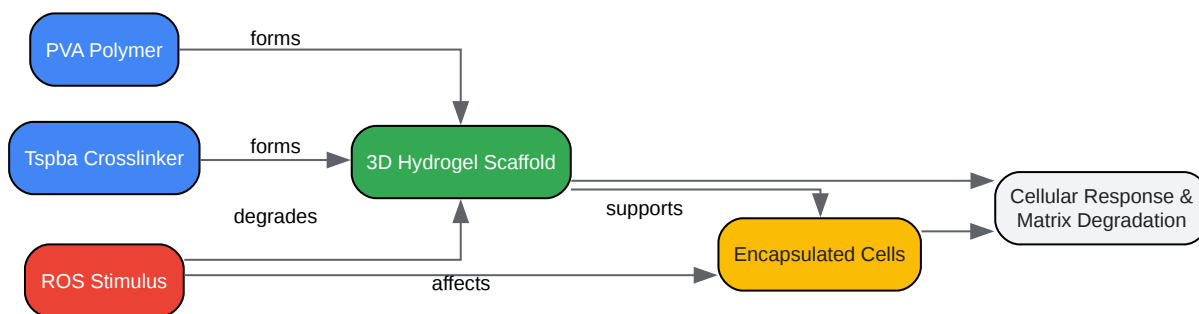 PVA Polymer
forms
Tspba Crosslinker
forms
3D Hydrogel Scaffold
degrades
supports
Cellular Response &
Matrix Degradation
ROS Stimulus
affects
Encapsulated Cells